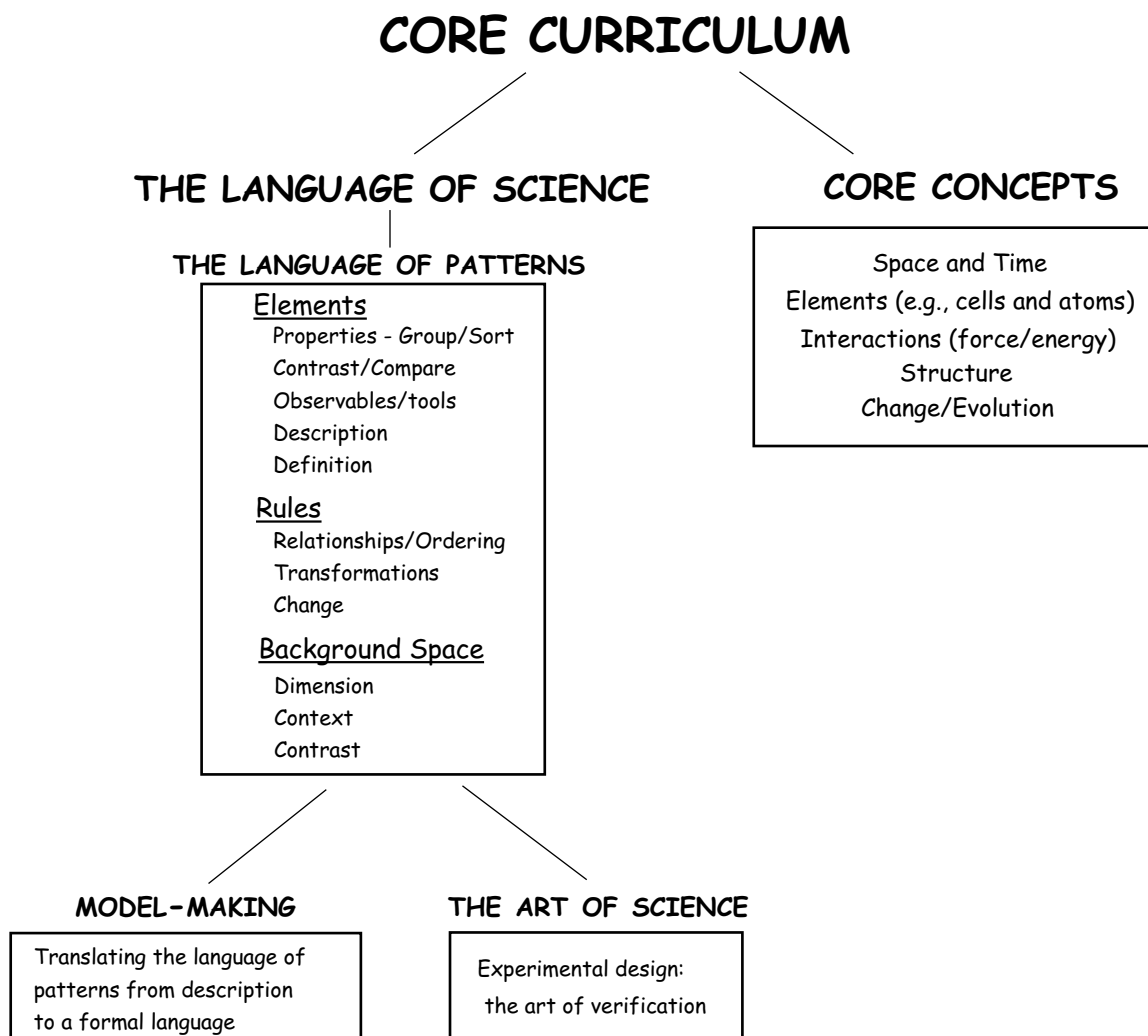 CORE CURRICULUM
THE LANGUAGE OF SCIENCE
THE LANGUAGE OF PATTERNS
Elements
Properties - Group/Sort
Contrast/Compare
Observables/tools
Description
Definition
Rules
Relationships/Ordering
Transformations
Change
Background Space
Dimension
Context
Contrast
CORE CONCEPTS
Space and Time
Elements (e.g., cells and atoms)
Interactions (force/energy)
Structure
Change/Evolution
MODEL-MAKING
Translating the language of
patterns from description
to a formal language
THE ART OF SCIENCE
Experimental design:
the art of verification